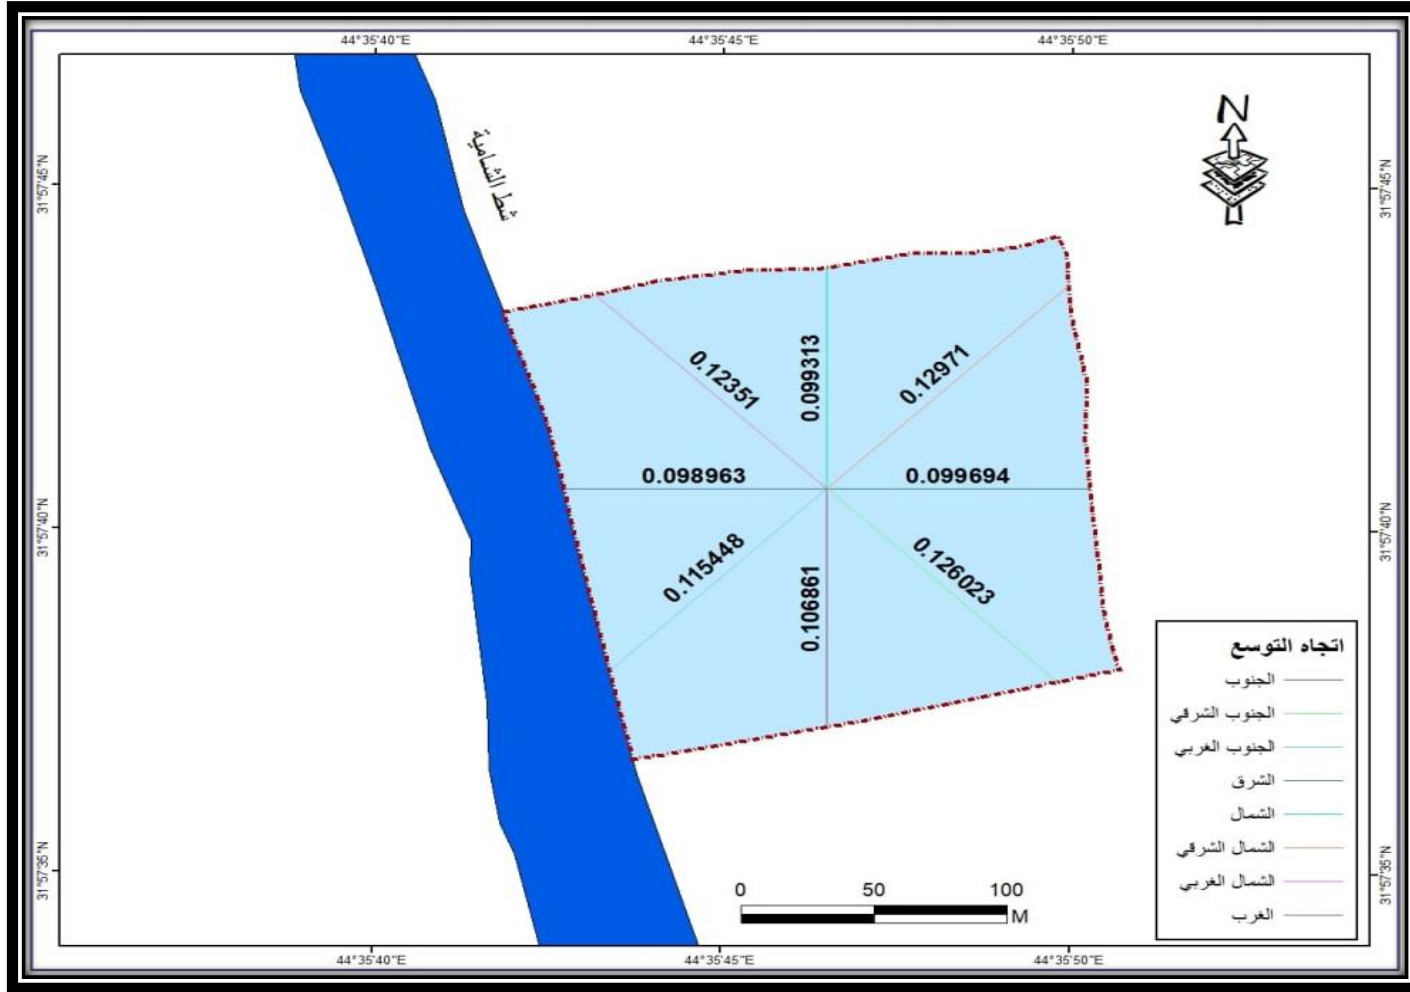 44°35'40"E
44°35'45"E
44°35'50"E
N
شط الشامية
31°57'45"N
31°57'45"N
0.12351
0.099313
0.12971
0.098963
0.099694
31°57'40"N
31°57'40"N
0.115448
0.106861
0.126023
اتجاه التوسع
الجنوب
الجنوب الشرقي
الجنوب الغربي
الشرق
الشمال
الشمال الشرقي
الشمال الغربي
الغرب
31°57'35"N
31°57'35"N
0 50 100
M
44°35'40"E
44°35'45"E
44°35'50"E